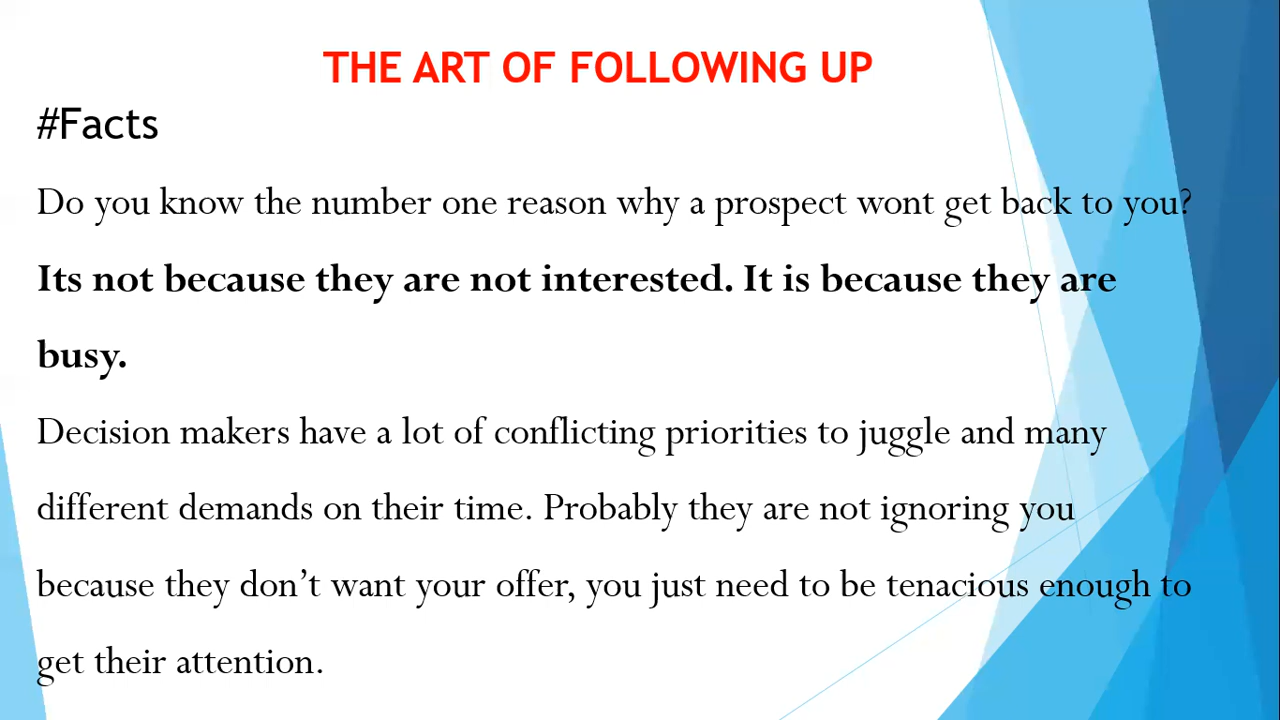 THE ART OF FOLLOWING UP
#Facts
Do you know the number one reason why a prospect wont get back to you?
Its not because they are not interested. It is because they are
busy.
Decision makers have a lot of conflicting priorities to juggle and many
different demands on their time. Probably they are not ignoring you
because they don’t want your offer, you just need to be tenacious enough to
get their attention.